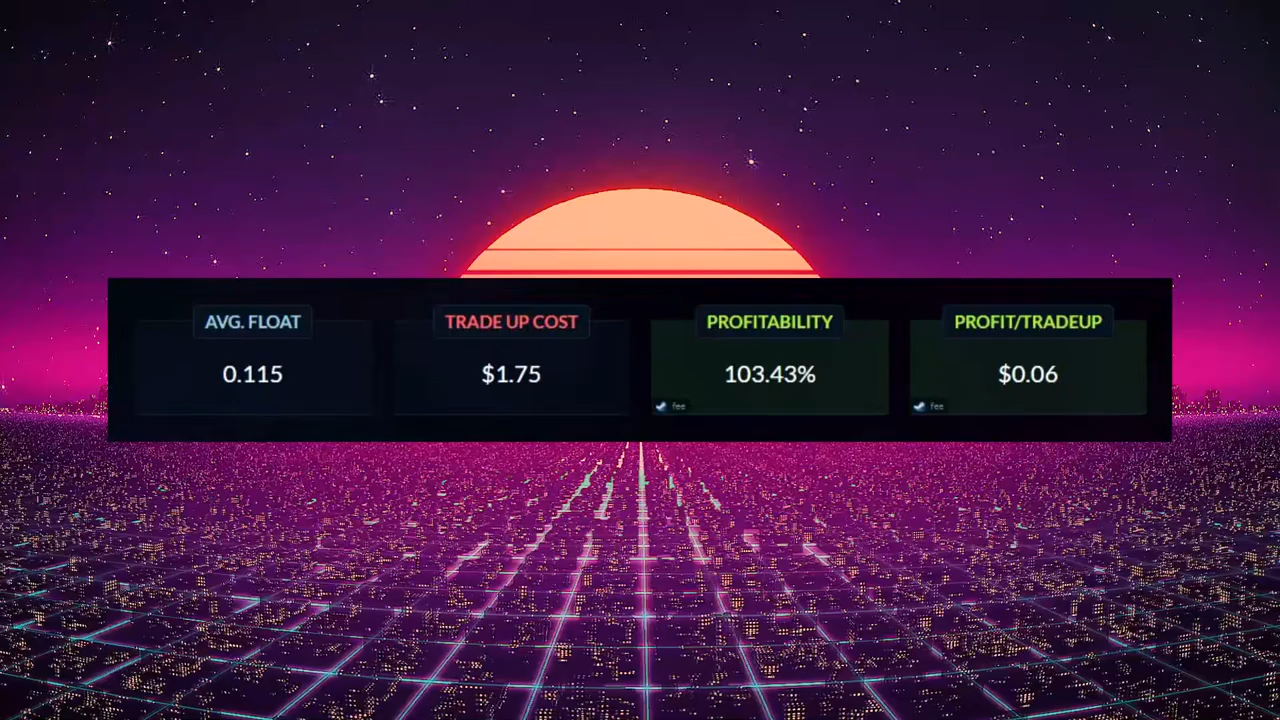 AVG. FLOAT
0.115
TRADE UP COST
$1.75
PROFITABILITY
103.43%
fee
PROFIT/TRADEUP
$0.06
fee